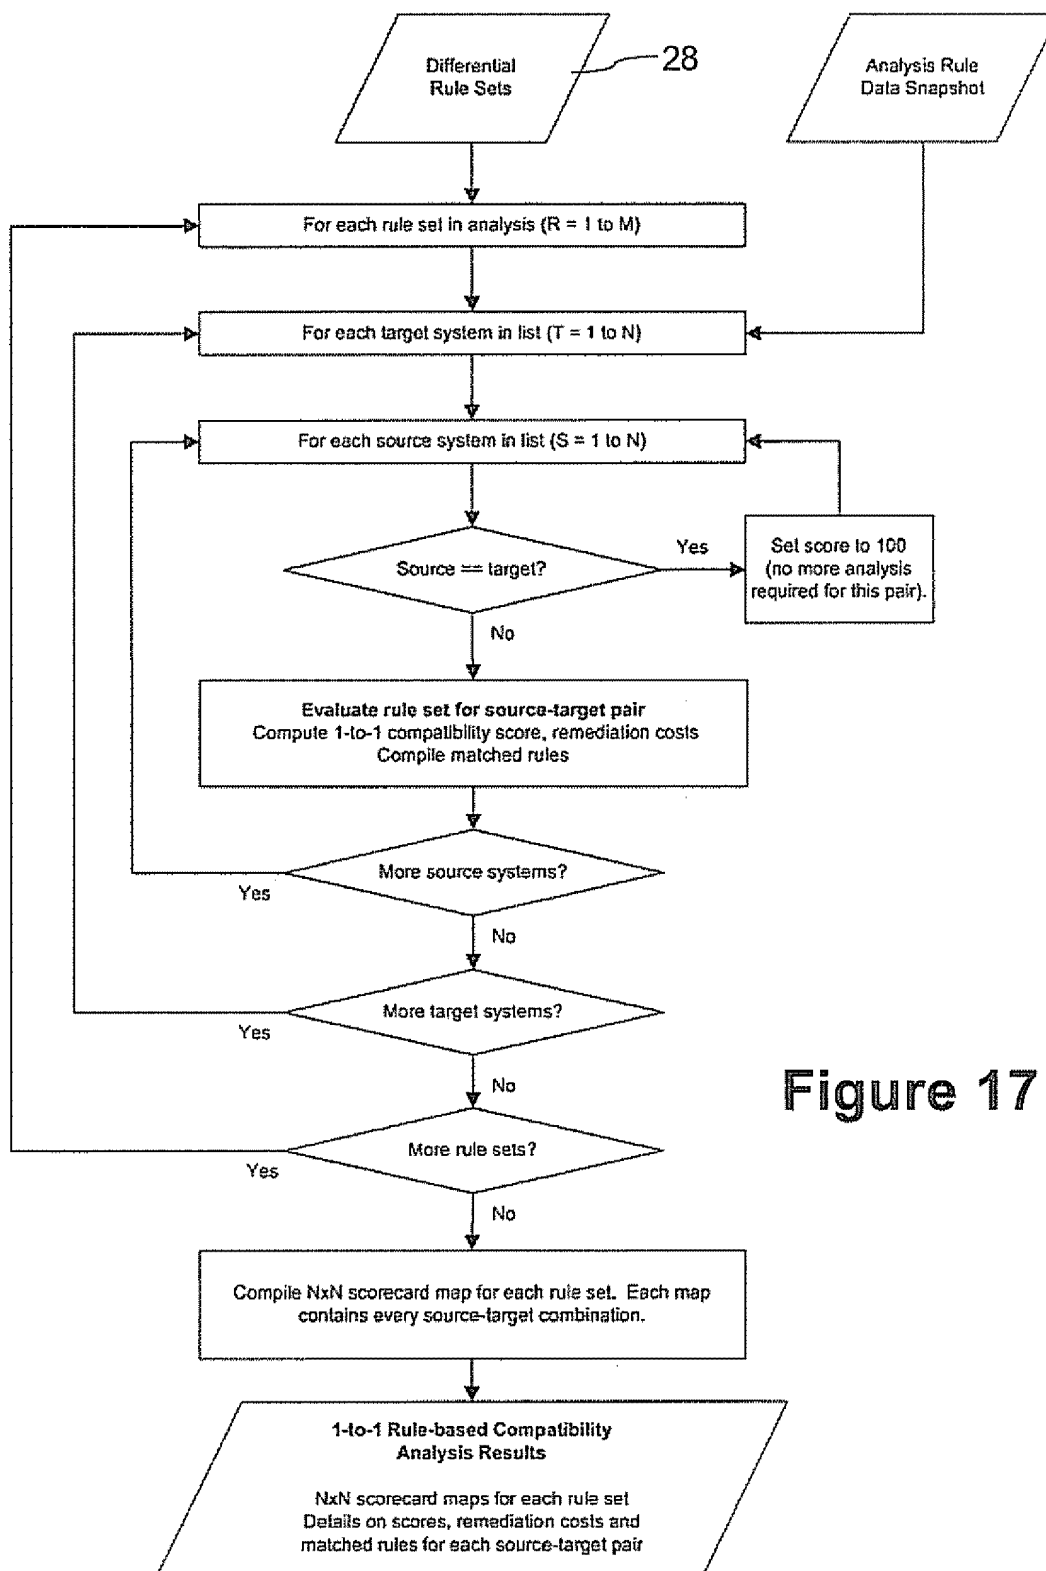 Differential
Rule Sets
28
Analysis Rule
Data Snapshot
For each rule set in analysis (R = 1 to M)
For each target system in list (T = 1 to N)
For each source system in list (S = 1 to N)
Source == target?
Yes
Set score to 100
(no more analysis
required for this pair).
No
Evaluate rule set for source-target pair
Compute 1-to-1 compatibility score, remediation costs
Compile matched rules
More source systems?
Yes
No
More target systems?
Yes
No
Figure 17
More rule sets?
Yes
No
Compile NxN scorecard map for each rule set. Each map
contains every source-target combination.
1-to-1 Rule-based Compatibility
Analysis Results
NxN scorecard maps for each rule set
Details on scores, remediation costs and
matched rules for each source-target pair